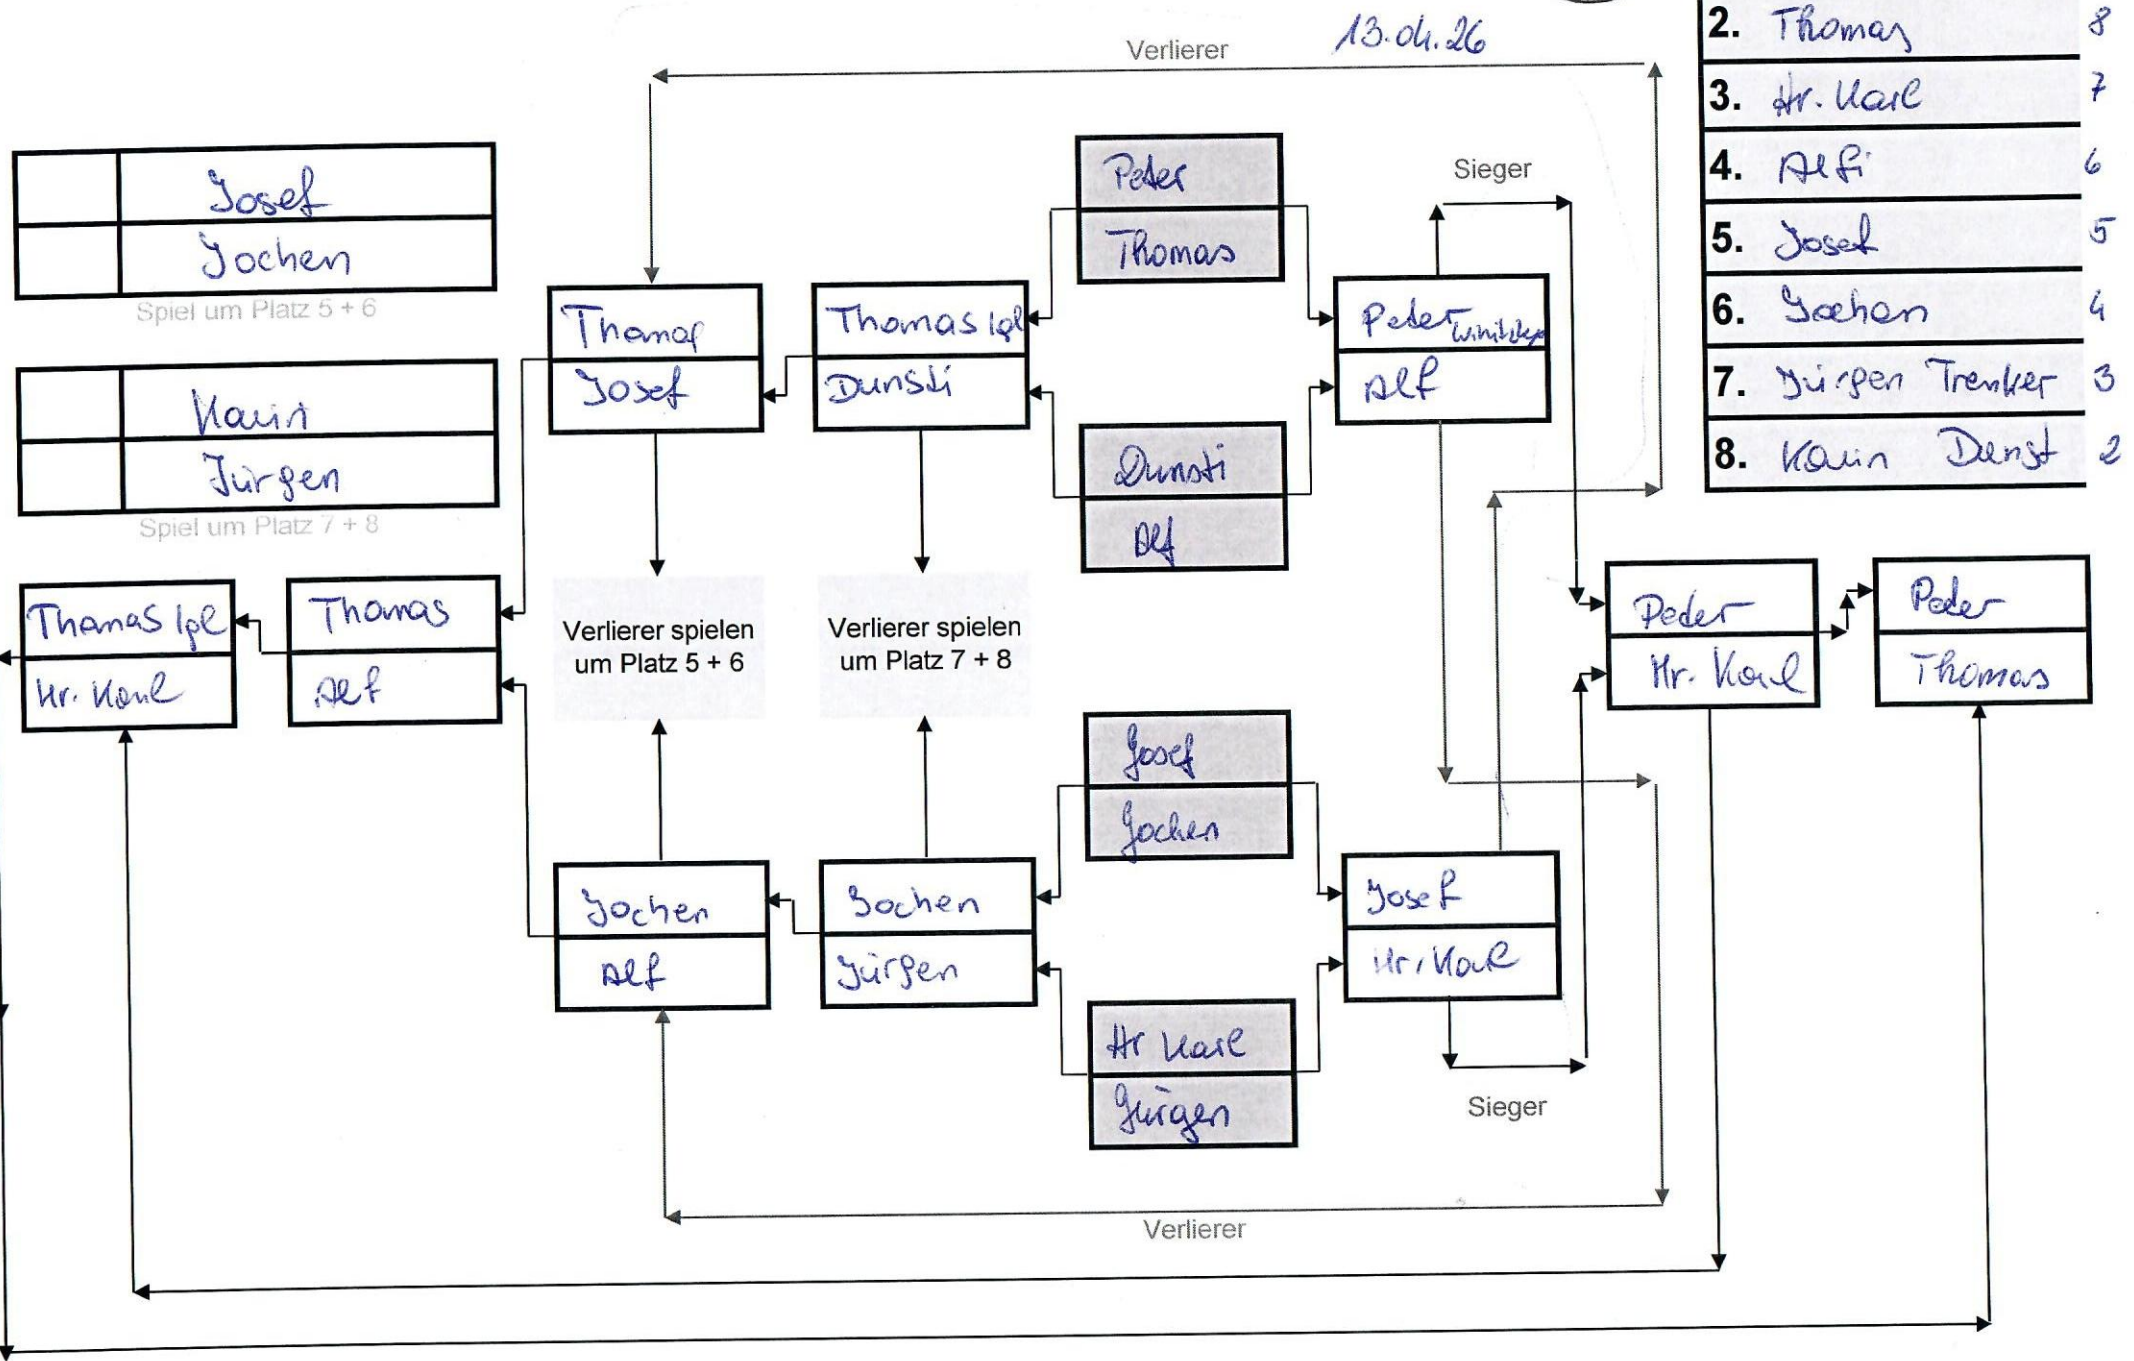 13.04.26
Verlierer
2. Thomas 8
3. Hr. Karl 7
4. Alfi 6
5. Josef 5
6. Jochen 4
7. Jürgen Trenker 3
8. Karin Dunst 2
Josef
Jochen
Spiel um Platz 5 + 6
Karin
Jürgen
Spiel um Platz 7 + 8
Peter
Thomas
Sieger
Thomas
Josef
Thomas Igl
Dunsti
Peter
Alf
Dunsti
Alf
Thomas Igl
Hr. Karl
Thomas
Alf
Verlierer spielen
um Platz 5 + 6
Verlierer spielen
um Platz 7 + 8
Peter
Hr. Karl
Peter
Thomas
Josef
Jochen
Jochen
Alf
Jochen
Jürgen
Josef
Hr. Karl
Hr Karl
Jürgen
Sieger
Verlierer